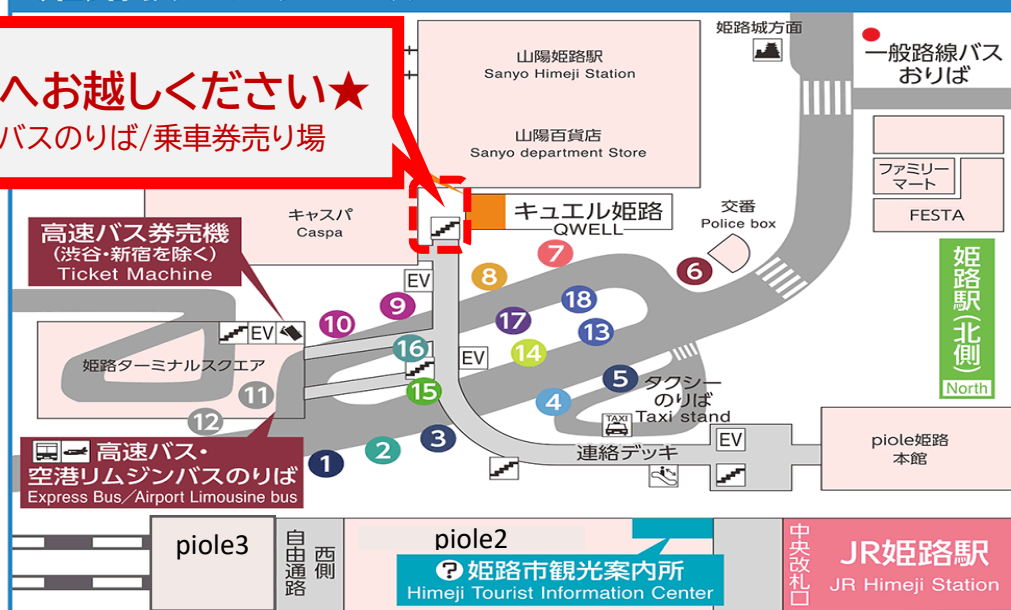 へお越しください★
バスのりば/乗車券売り場
山陽姫路駅
Sanyo Himeji Station
山陽百貨店
Sanyo department Store
姫路城方面
一般路線バス
おりば
ファミリー
マート
FESTA
キャスパ
Caspa
キュエル姫路
QWELL
交番
Police box
高速バス券売機
(渋谷・新宿を除く)
Ticket Machine
EV
EV
姫路ターミナルスクエア
EV
7
8
6
9
10
18
17
13
16
14
15
5
4
11
12
1
2
3
タクシー
のりば
Taxi stand
TAXI
姫路駅(北側)
North
高速バス・
空港リムジンバスのりば
Express Bus/Airport Limousine bus
連絡デッキ
EV
piole姫路
本館
piole3
西側
自由通路
piole2
? 姫路市観光案内所
Himeji Tourist Information Center
中央改札口
JR姫路駅
JR Himeji Station